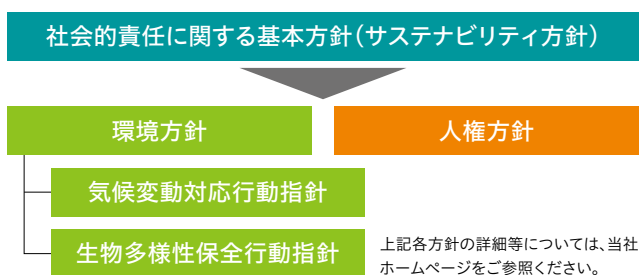 社会的責任に関する基本方針(サステナビリティ方針)
環境方針
人権方針
気候変動対応行動指針
生物多様性保全行動指針
上記各方針の詳細等については、当社
ホームページをご参照ください。